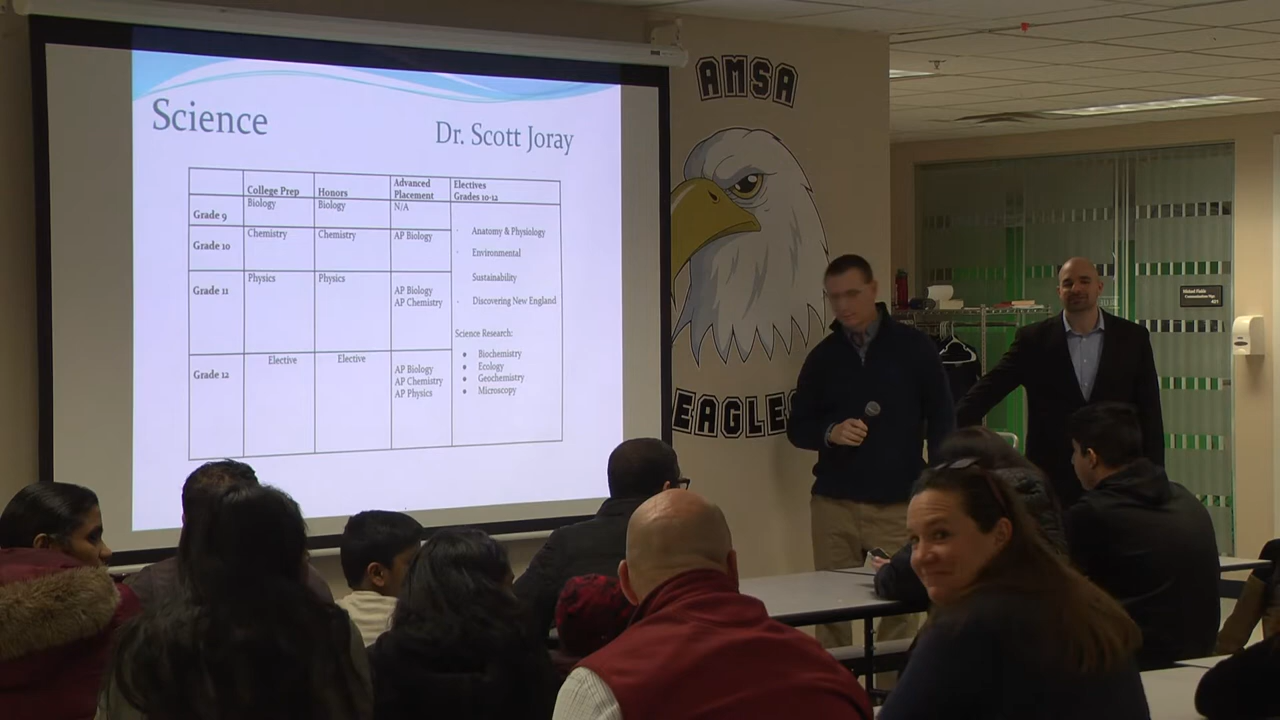 Science
Dr. Scott Joray
College Prep Honors Advanced Placement Electives Grades 10-12
Grade 9 Biology Biology N/A
Grade 10 Chemistry Chemistry AP Biology
Grade 11 Physics Physics AP Biology AP Chemistry
Grade 12 Elective Elective AP Biology AP Chemistry AP Physics
Anatomy & Physiology
Environmental
Sustainability
Discovering New England
Science Research:
Biochemistry
Ecology
Geochemistry
Microscopy
AMSA
EAGLES
401